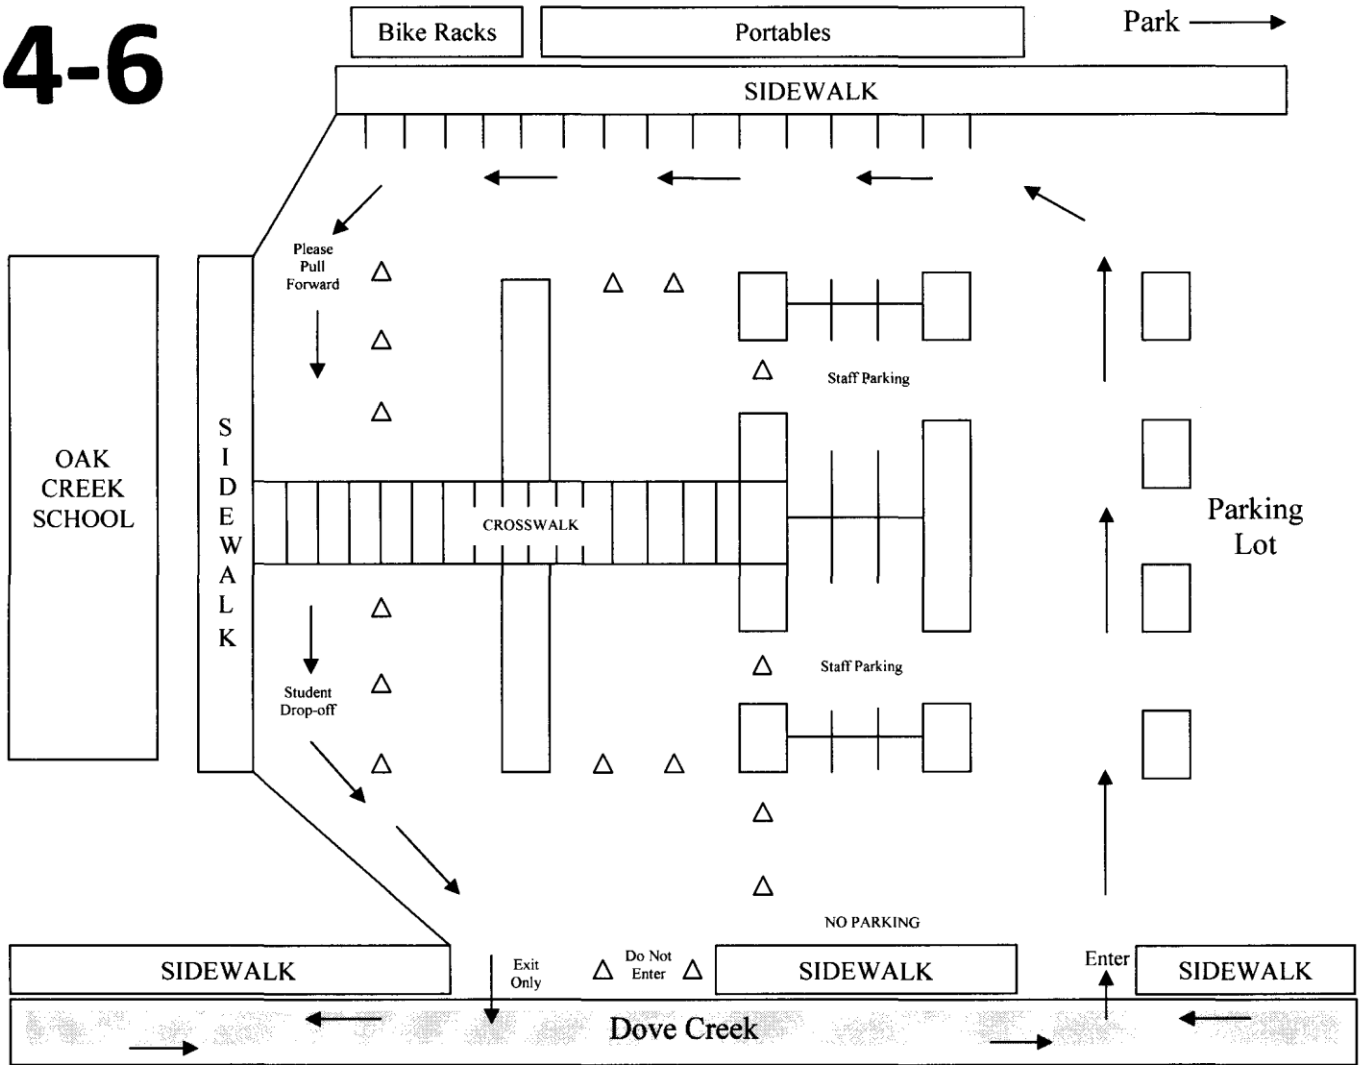 4-6
Bike Racks
Portables
Park
SIDEWALK
Please
Pull
Forward
Staff Parking
OAK
CREEK
SCHOOL
SIDEWALK
CROSSWALK
Parking
Lot
Staff Parking
Student
Drop-off
NO PARKING
SIDEWALK
Exit
Only
Do Not
Enter
SIDEWALK
Enter
SIDEWALK
Dove Creek